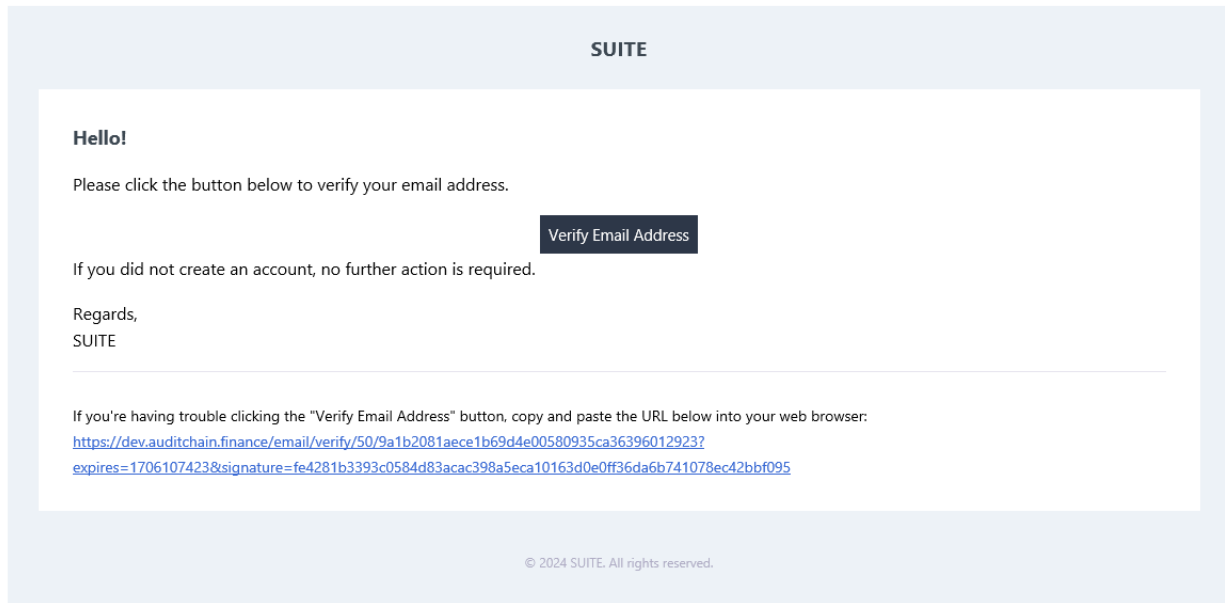 SUITE
Hello!
Please click the button below to verify your email address.
Verify Email Address
If you did not create an account, no further action is required.
Regards,
SUITE
If you're having trouble clicking the "Verify Email Address" button, copy and paste the URL below into your web browser:
https://dev.auditchain.finance/email/verify/50/9a1b2081aece1b69d4e00580935ca36396012923?
expires=1706107423&signature=fe4281b3393c0584d83acac398a5eca10163d0e0ff36da6b741078ec42bbf095
© 2024 SUITE. All rights reserved.